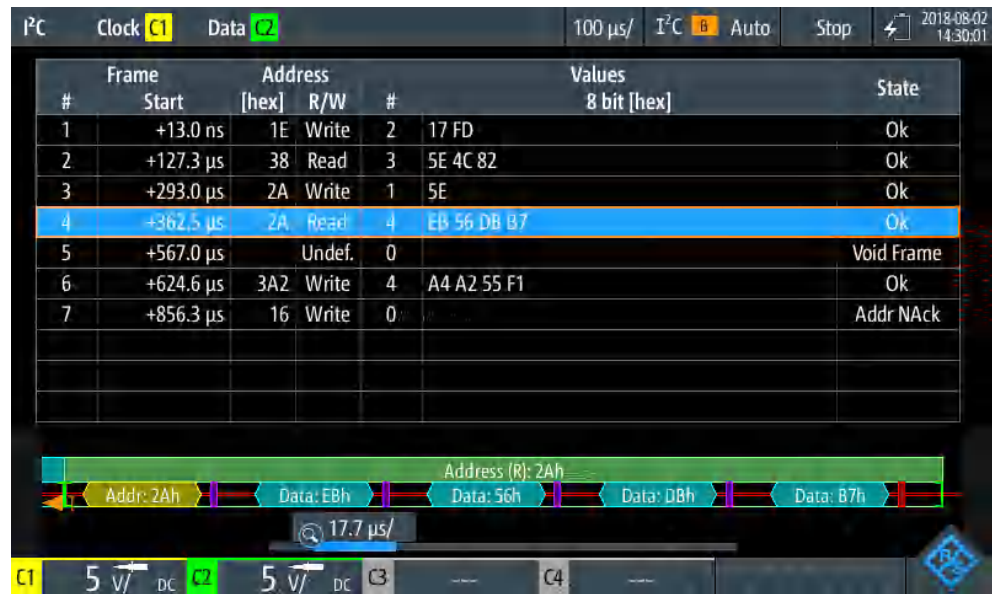 I²C Clock C1 Data C2 100 µs/ I²C B Auto Stop 2018-08-02
14:30:01
Frame Address Values State
# Start [hex] R/W # 8 bit [hex]
1 +13.0 ns 1E Write 2 17 FD Ok
2 +127.3 µs 38 Read 3 5E 4C 82 Ok
3 +293.0 µs 2A Write 1 5E Ok
4 +362.5 µs 2A Read 4 EB 56 DB B7 Ok
5 +567.0 µs Undef. 0 Void Frame
6 +624.6 µs 3A2 Write 4 A4 A2 55 F1 Ok
7 +856.3 µs 16 Write 0 Addr NAck
Address (R): 2Ah
Addr: 2Ah Data: EBh Data: 56h Data: DBh Data: B7h
17.7 µs/
C1 5 V/ DC C2 5 V/ DC C3 --- C4 ---
R&S